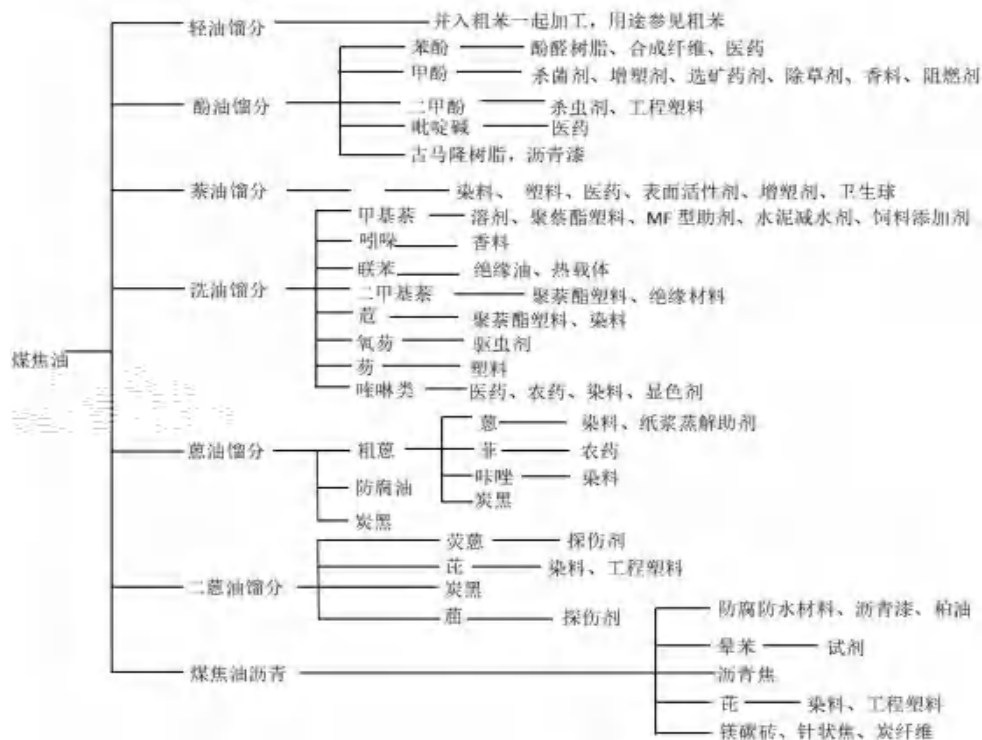 轻油馏分 并入粗苯一起加工，用途参见粗苯
苯酚 酚醛树脂、合成纤维、医药
甲酚 杀菌剂、增塑剂、选矿药剂、除草剂、香料、阻燃剂
酚油馏分 二甲酚 杀虫剂、工程塑料
吡啶碱 医药
古马隆树脂，沥青漆
萘油馏分 染料、 塑料、医药、表面活性剂、增塑剂、卫生球
甲基萘 溶剂、聚萘酯塑料、MF 型助剂、水泥减水剂、饲料添加剂
吲哚 香料
联苯 绝缘油、热载体
洗油馏分 二甲基萘 聚萘酯塑料、绝缘材料
苊 聚萘酯塑料、染料
氧芴 驱虫剂
煤焦油
芴 塑料
喹啉类 医药、农药、染料、显色剂
蒽 染料、纸浆蒸解助剂
蒽油馏分 粗蒽 菲 农药
咔唑 染料
防腐油 炭黑
炭黑
荧蒽 探伤剂
芘 染料、工程塑料
二蒽油馏分 炭黑
䓛 探伤剂
防腐防水材料、沥青漆、粕油
晕苯 试剂
煤焦油沥青 沥青焦
芘 染料、工程塑料
镁碳砖、针状焦、炭纤维